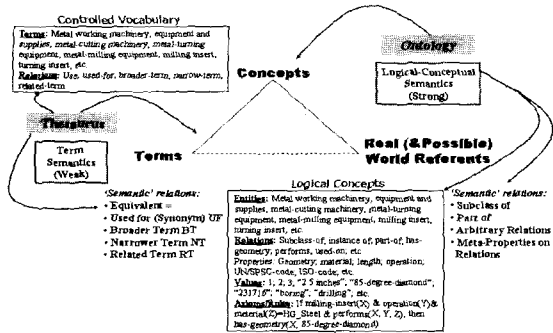 Controlled Vocabulary
Terms: Metal working machinery, equipment and
supplies, metal-cutting machinery, metal-turning
equipment, metal-milling equipment, milling insert,
turning insert, etc.
Relations: Use, used-for, broader-term, narrow-term,
related-term
Ontology
Logical-Conceptual
Semantics
(Strong)
Concepts
Thesaurus
Term
Semantics
(Weak)
Terms
Real (& Possible)
World Referents
'Semantic' relations:
• Equivalent =
• Used for (Synonym) UF
• Broader Term BT
• Narrower Term NT
• Related Term RT
Logical Concepts
Entities: Metal working machinery, equipment and
supplies, metal-cutting machinery, metal-turning
equipment, metal-milling equipment, milling insert,
turning insert, etc.
Relations: Subclass-of, instance-of, part-of, has-
geometry, performs, used-on, etc.
Properties: Geometry, material, length, operation,
UN/SPSC-code, ISO-code, etc.
Values: 1, 2, 3, "2.5 inches", "85-degree-diamond",
"231716", "boring", "drilling", etc.
Axioms/Rules: If milling-insert(X) & operation(Y) &
material(Z)=HG_Steel & performs(X, Y, Z), then
has-geometry(X, 85-degree-diamond)
'Semantic' relations:
• Subclass of
• Part of
• Arbitrary Relations
• Meta-Properties on
Relations